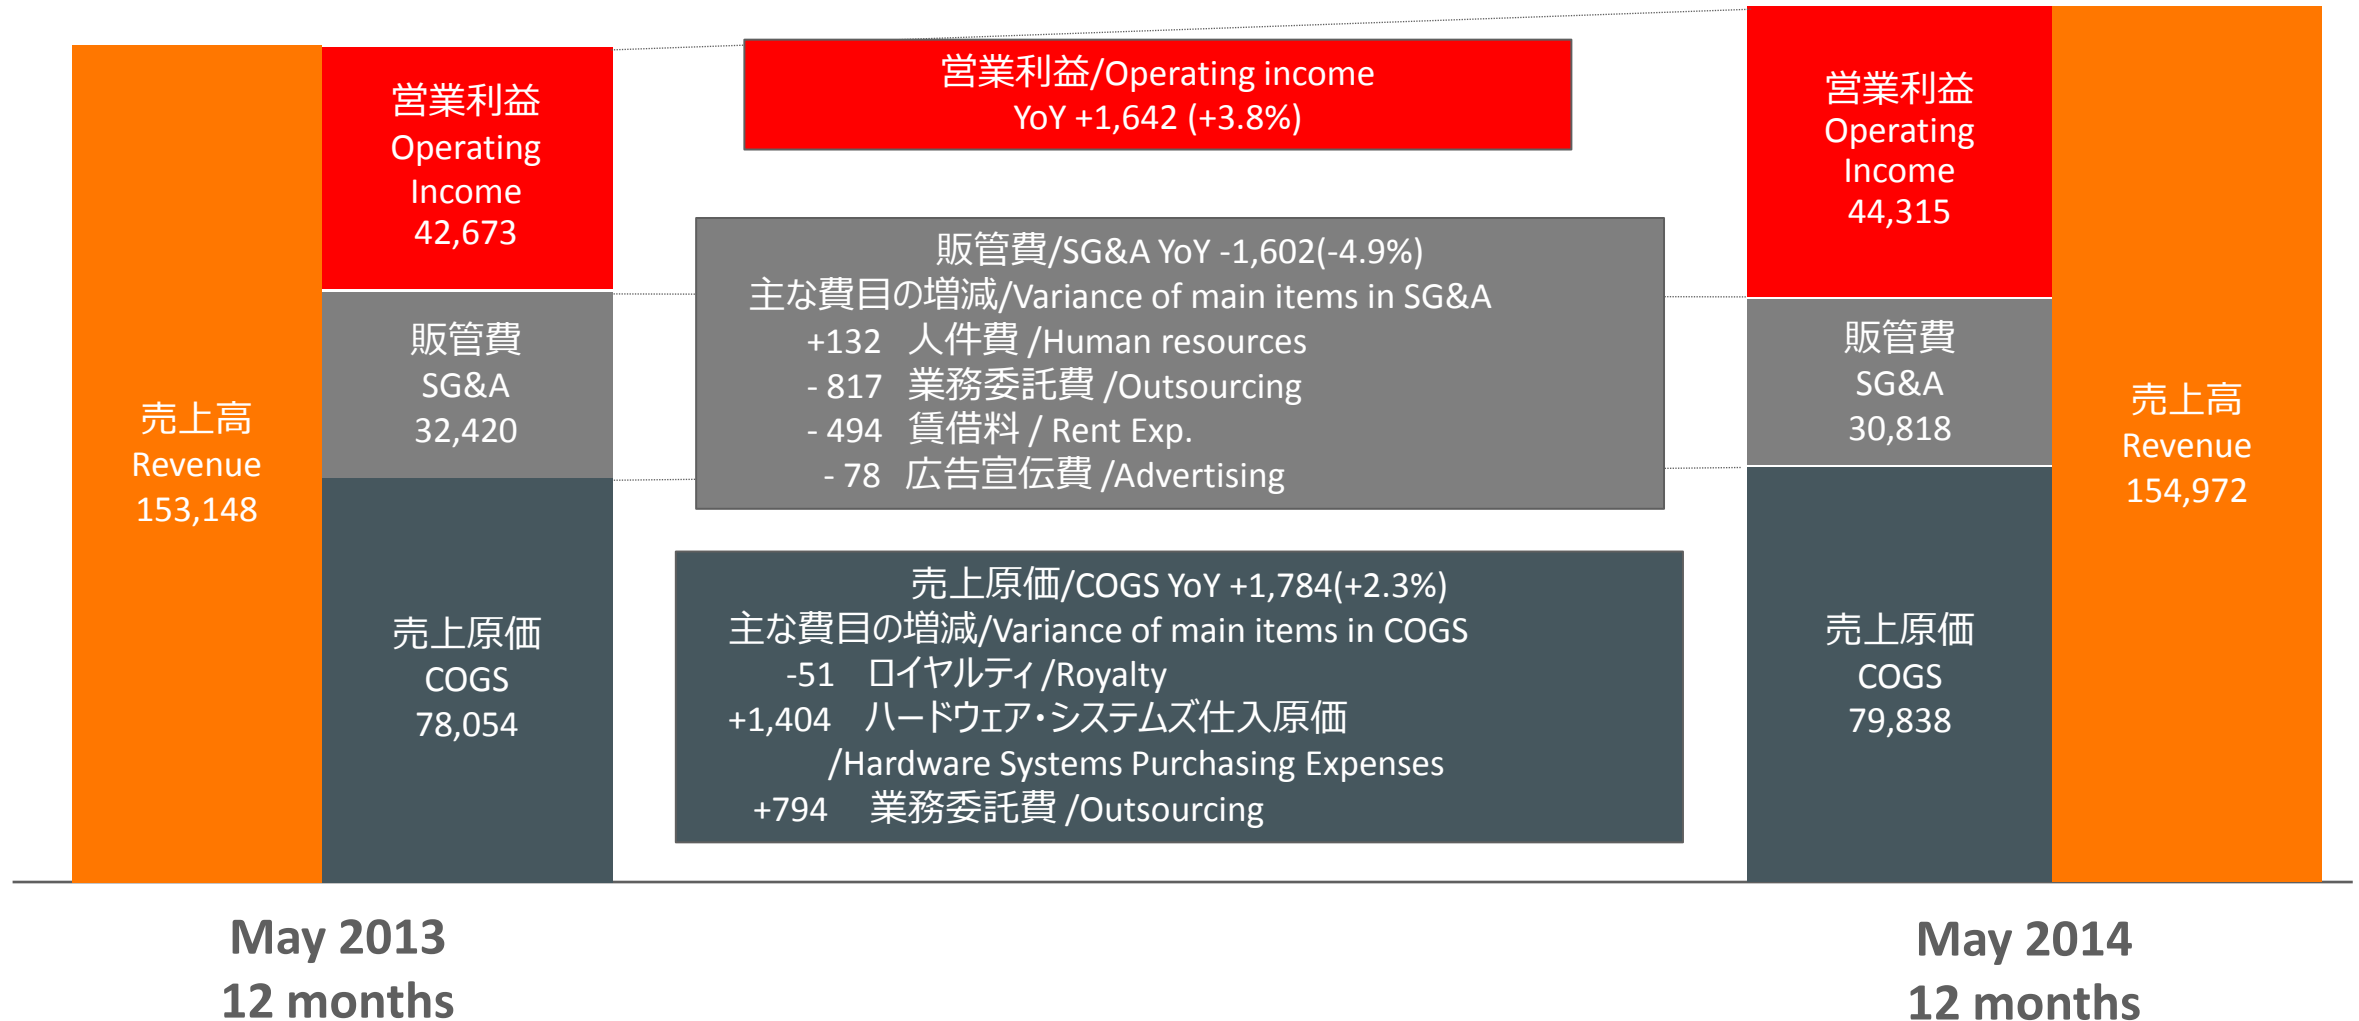 売上高
Revenue
153,148
営業利益
Operating
Income
42,673
販管費
SG&A
32,420
売上原価
COGS
78,054
営業利益/Operating income
YoY +1,642 (+3.8%)
販管費/SG&A YoY -1,602(-4.9%)
主な費目の増減/Variance of main items in SG&A
+132 人件費 /Human resources
- 817 業務委託費 /Outsourcing
- 494 賃借料 / Rent Exp.
- 78 広告宣伝費 /Advertising
売上原価/COGS YoY +1,784(+2.3%)
主な費目の増減/Variance of main items in COGS
-51 ロイヤルティ /Royalty
+1,404 ハードウェア・システムズ仕入原価
/Hardware Systems Purchasing Expenses
+794 業務委託費 /Outsourcing
営業利益
Operating
Income
44,315
販管費
SG&A
30,818
売上原価
COGS
79,838
売上高
Revenue
154,972
May 2013
12 months
May 2014
12 months